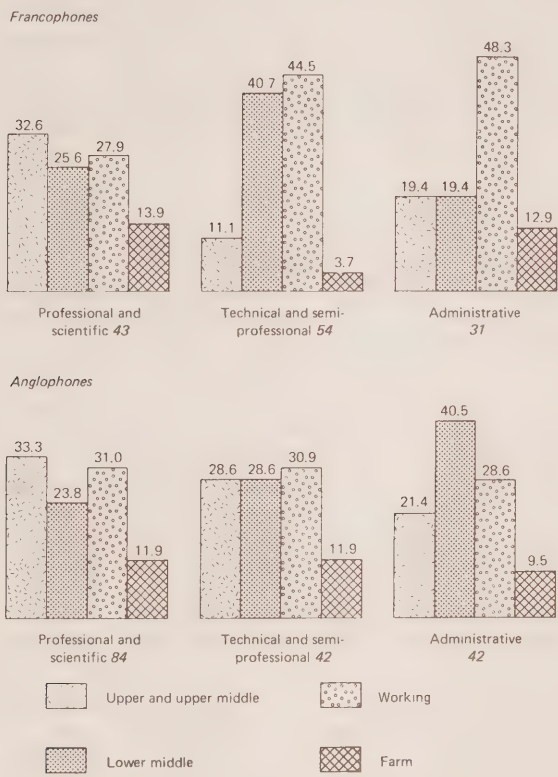 Francophones
48.3
44.5
40 7
32.6
27.9
25 6
19.4 19.4
13.9
12.9
11.1
3.7
Professional and
scientific 43
Technical and semi-
professional 54
Administrative
31
Anglophones
40.5
33.3
31.0
28.6 28.6 30.9
28.6
23.8
21.4
11.9
11.9
9.5
Professional and
scientific 84
Technical and semi-
professional 42
Administrative
42
Upper and upper middle
Working
Lower middle
Farm